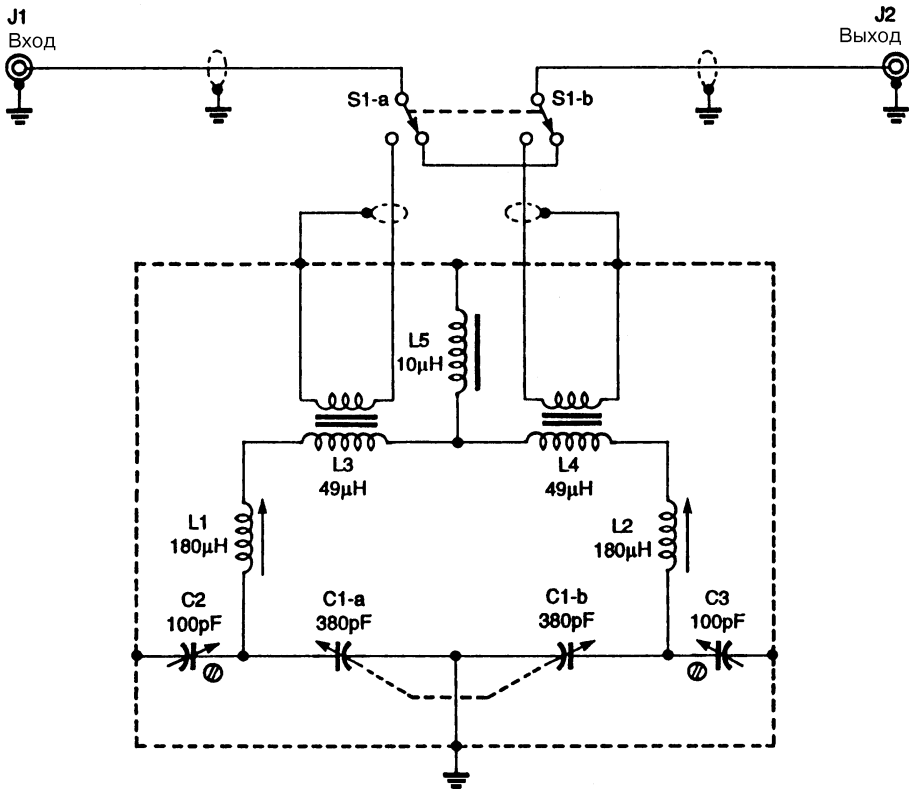 J1
Вход
J2
Выход
S1-a
S1-b
L5
10µH
L3
49µH
L4
49µH
L1
180µH
L2
180µH
C2
100pF
C1-a
380pF
C1-b
380pF
C3
100pF